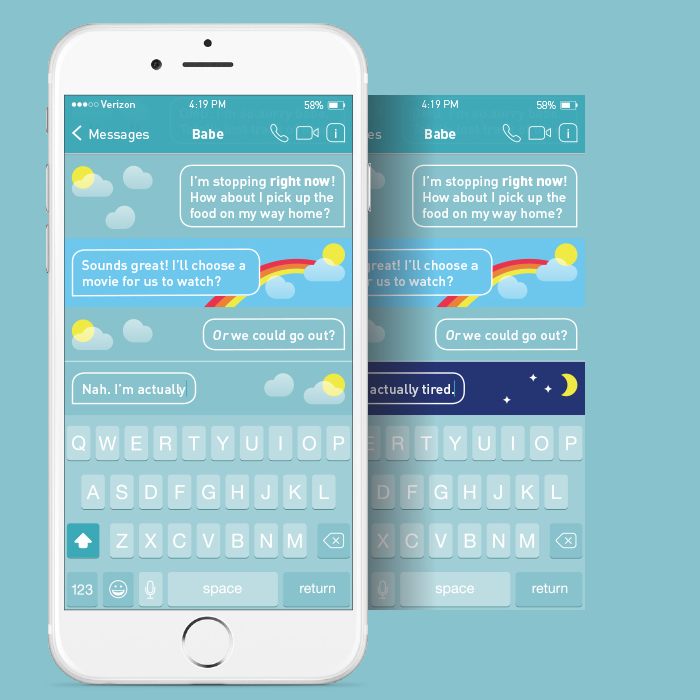 Verizon 4:19 PM 58%
Messages Babe i
I'm stopping right now!
How about I pick up the
food on my way home?
Sounds great! I'll choose a
movie for us to watch?
Or we could go out?
Nah. I'm actually
Q W E R T Y U I O P
A S D F G H J K L
Z X C V B N M
123 space return
4:19 PM 58%
es Babe i
I'm stopping right now!
How about I pick up the
food on my way home?
great! I'll choose a
r us to watch?
Or we could go out?
actually tired.
E R T Y U I O P
D F G H J K L
X C V B N M
space return